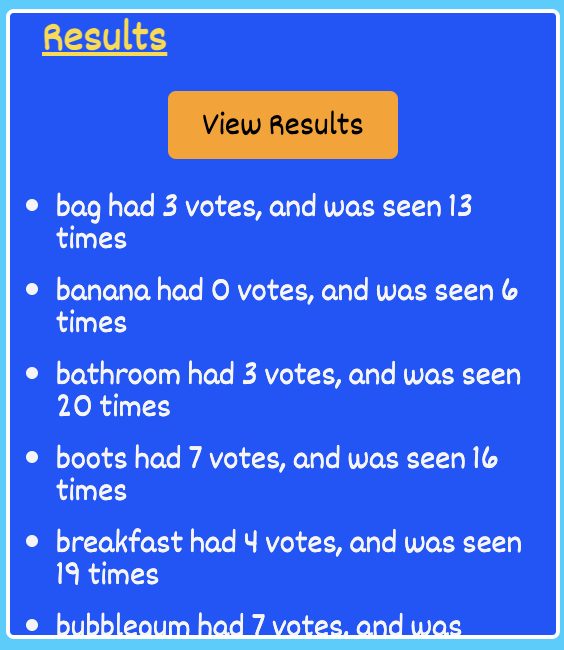 Results
View Results
bag had 3 votes, and was seen 13
times
banana had 0 votes, and was seen 6
times
bathroom had 3 votes, and was seen
20 times
boots had 7 votes, and was seen 16
times
breakfast had 4 votes, and was seen
19 times
bubblegum had 7 votes, and was